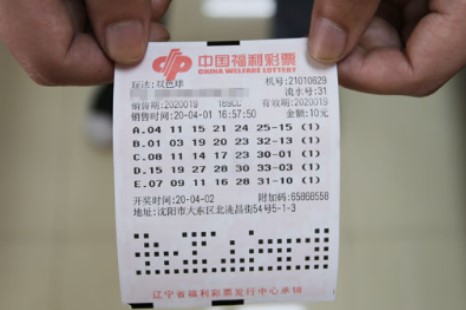 中国福利彩票
CHINA WELFARE LOTTERY
玩法:双色球 机号:21010629
流水号:31
销售期:2020019 有效期:2020019
销售时间:20-04-01 16:57:50 金额:10元
A.04 11 15 21 24 25-15 (1)
B.01 03 19 20 23 32-13 (1)
C.08 11 14 17 23 30-01 (1)
D.15 19 27 28 30 33-12 (1)
E.07 09 11 16 28 31-10 (1)
开奖时间:20-04-02 附加码:65868558
地址:沈阳市大东区北洮昌街54号5-1-3
辽宁省福利彩票发行中心承销